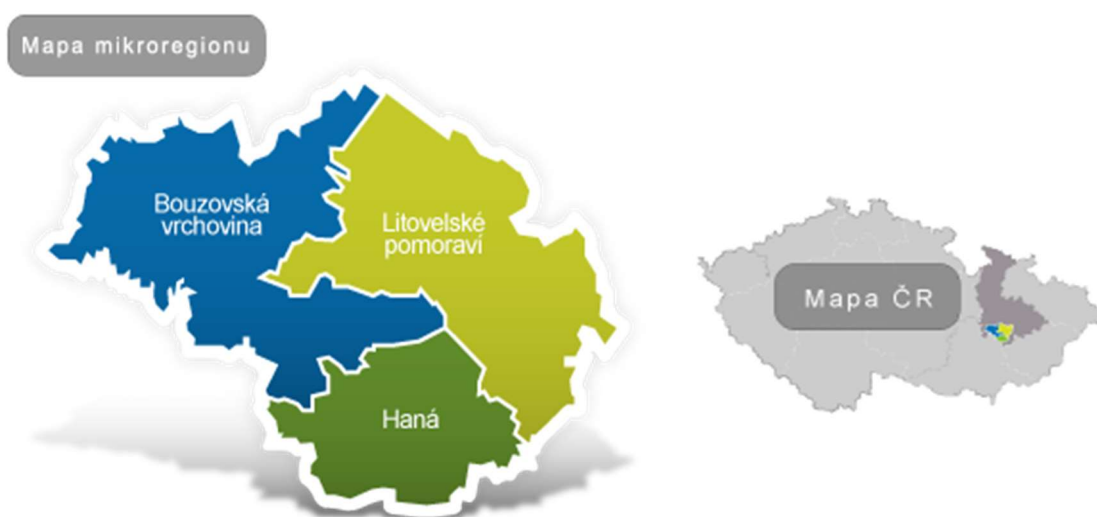 Mapa mikroregionu
Bouzovská
vrchovina
Litovelské
pomoraví
Mapa ČR
Haná